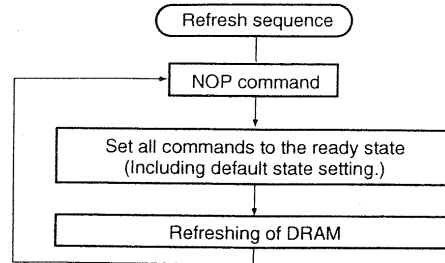 Refresh sequence
NOP command
Set all commands to the ready state
(Including default state setting.)
Refreshing of DRAM